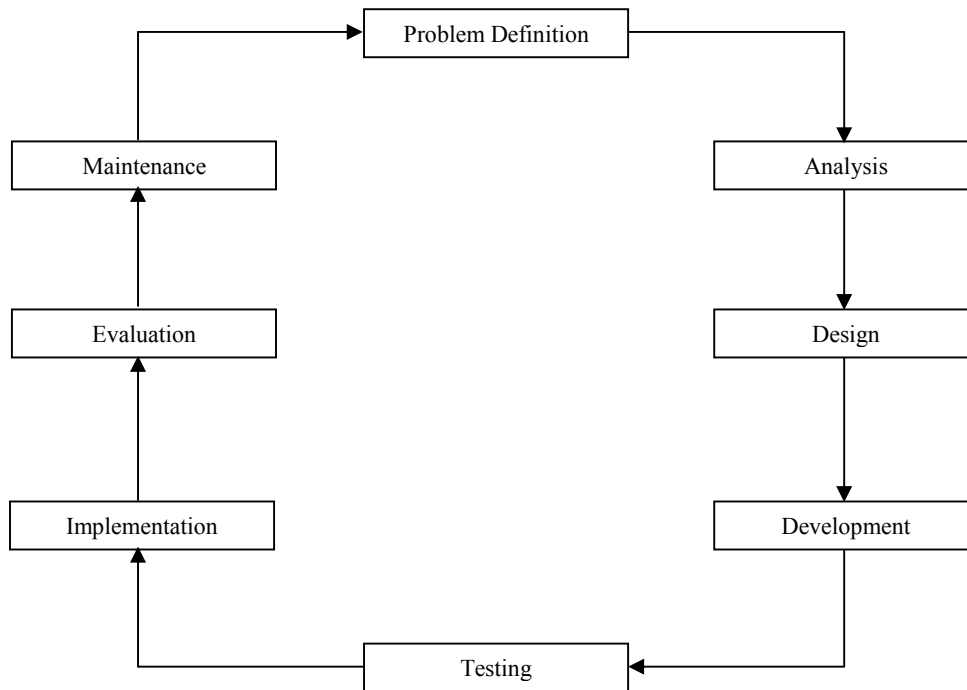 Problem Definition
Maintenance
Analysis
Evaluation
Design
Implementation
Development
Testing